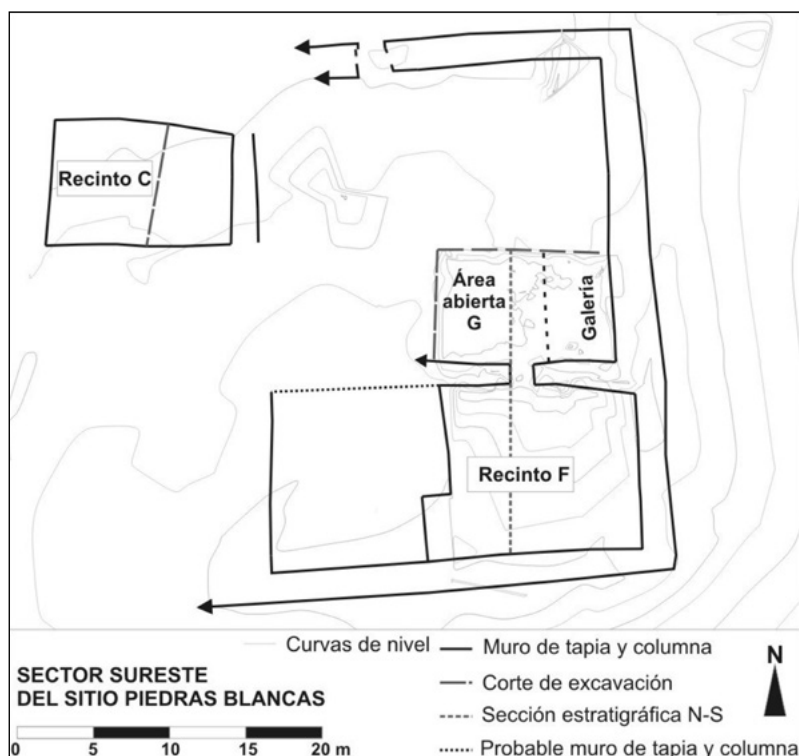 Recinto C
Área
abierta
G
Galería
Recinto F
Curvas de nivel
Muro de tapia y columna
Corte de excavación
Sección estratigráfica N-S
Probable muro de tapia y columna
SECTOR SURESTE
DEL SITIO PIEDRAS BLANCAS
0 5 10 15 20 m
N